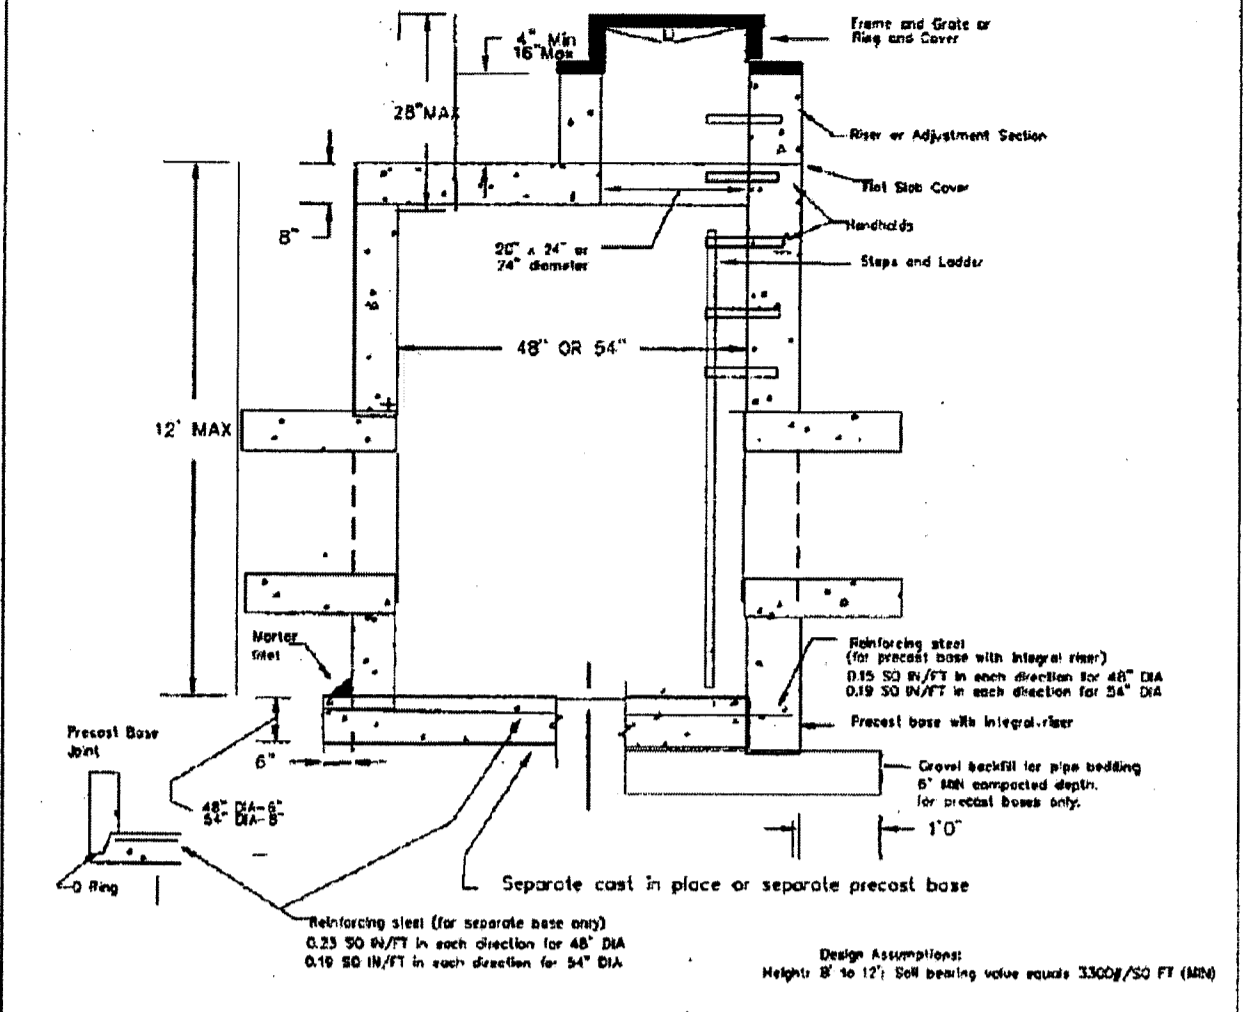 Frame and Grate or
Ring and Cover
4" Min
16"Max
28"MAX
Riser or Adjustment Section
Flat Slab Cover
8"
Handholds
20" x 24" or
24" diameter
Steps and Ladder
48" OR 54"
12' MAX
Mortar
fillet
Reinforcing steel
(for precast base with integral riser)
0.15 SQ IN/FT in each direction for 48" DIA
0.19 SQ IN/FT in each direction for 54" DIA
Precast base with integral riser
Precast Base
Joint
6"
Gravel backfill for pipe bedding
6" MIN compacted depth.
for precast bases only.
48" DIA-6"
54" DIA-8"
1'0"
O Ring
Separate cast in place or separate precast base
Reinforcing steel (for separate base only)
0.23 SQ IN/FT in each direction for 48" DIA
0.19 SQ IN/FT in each direction for 54" DIA
Design Assumptions:
Height: 8' to 12'; Soil bearing value equals 3300#/SQ FT (MIN)